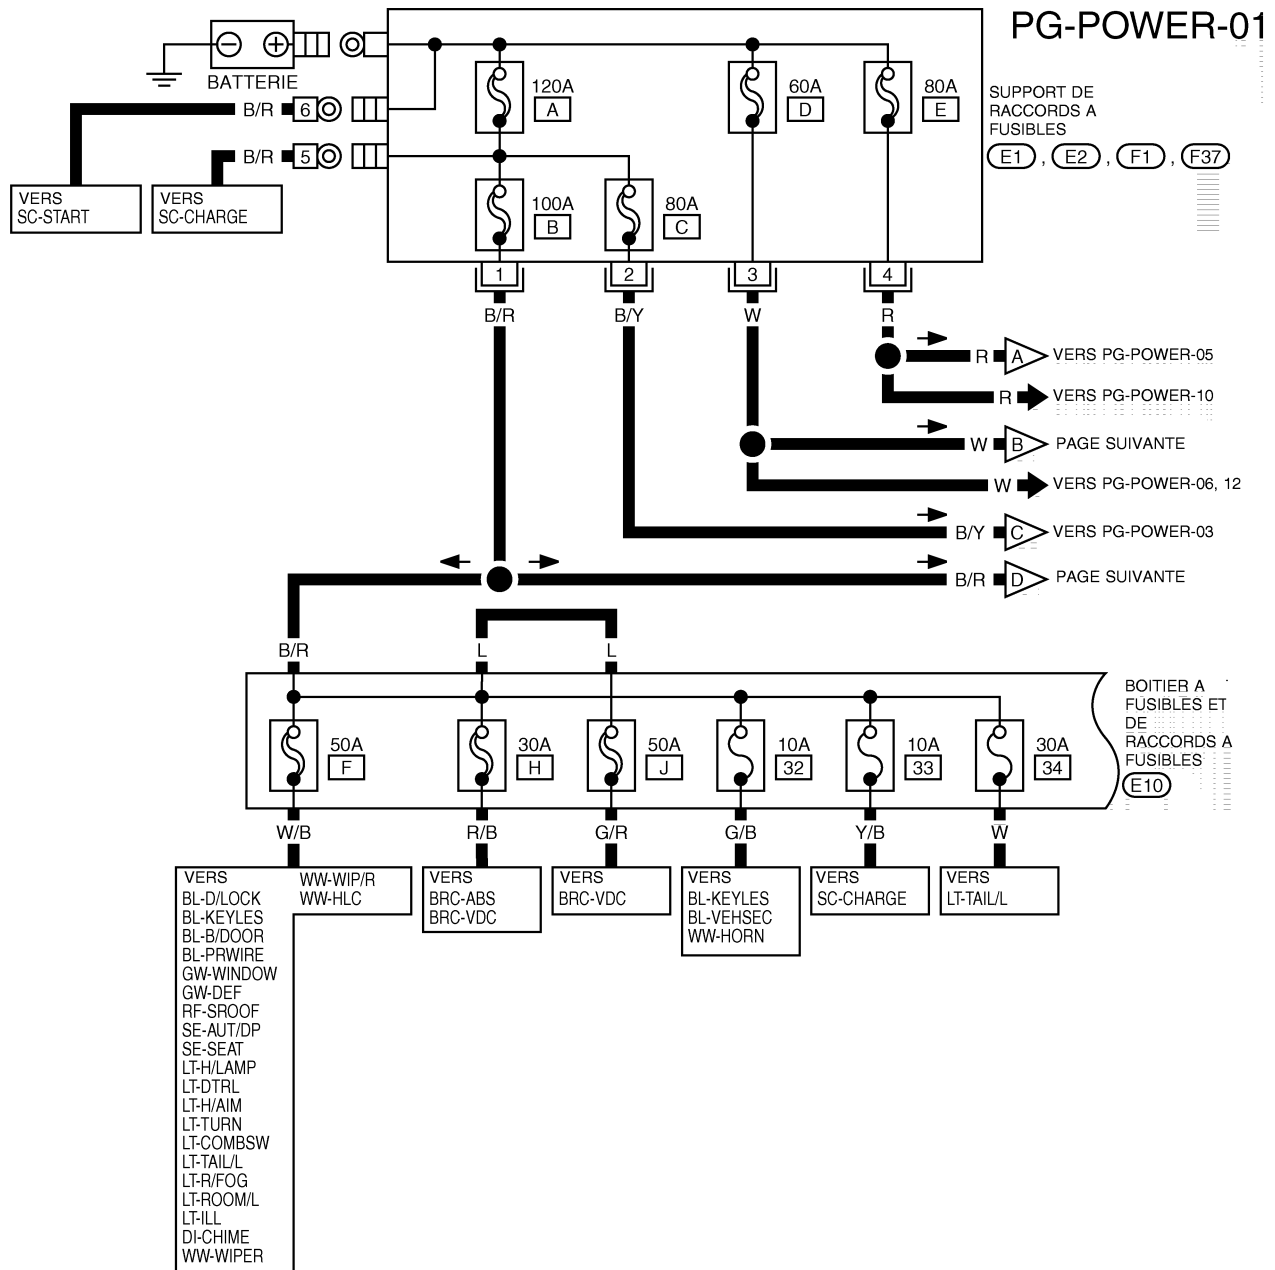 PG-POWER-01
BATTERIE
B/R 6
B/R 5
VERS
SC-START
VERS
SC-CHARGE
120A
A
60A
D
80A
E
100A
B
80A
C
SUPPORT DE
RACCORDS A
FUSIBLES
E1 , E2 , F1 , F37
1 2 3 4
B/R B/Y W R
R A VERS PG-POWER-05
R VERS PG-POWER-10
W B PAGE SUIVANTE
W VERS PG-POWER-06, 12
B/Y C VERS PG-POWER-03
B/R D PAGE SUIVANTE
B/R L L
BOITIER A
FUSIBLES ET
DE
RACCORDS A
FUSIBLES
E10
50A
F
30A
H
50A
J
10A
32
10A
33
30A
34
W/B R/B G/R G/B Y/B W
VERS
BL-D/LOCK
BL-KEYLES
BL-B/DOOR
BL-PRWIRE
GW-WINDOW
GW-DEF
RF-SROOF
SE-AUT/DP
SE-SEAT
LT-H/LAMP
LT-DTRL
LT-H/AIM
LT-TURN
LT-COMBSW
LT-TAIL/L
LT-R/FOG
LT-ROOM/L
LT-ILL
DI-CHIME
WW-WIPER
WW-WIP/R
WW-HLC
VERS
BRC-ABS
BRC-VDC
VERS
BRC-VDC
VERS
BL-KEYLES
BL-VEHSEC
WW-HORN
VERS
SC-CHARGE
VERS
LT-TAIL/L